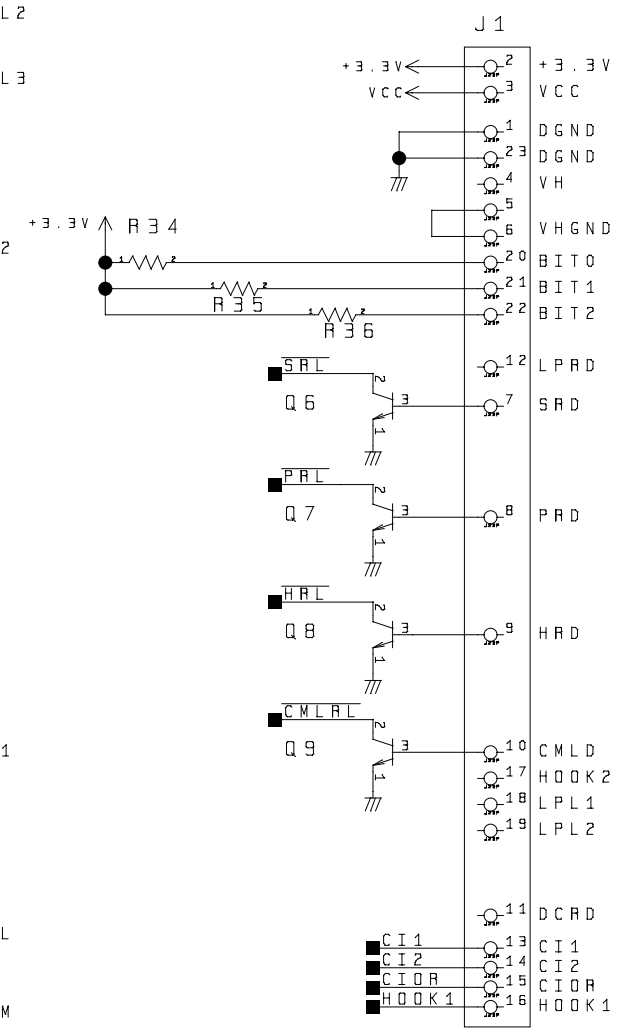 L2
J1
+3.3V 2 +3.3V
L3
VCC 3 VCC
1 DGND
23 DGND
4 VH
5
+3.3V R34
6 VHGND
2
1 2 20 BIT0
1 2 21 BIT1
R35
1 2 22 BIT2
R36
12 LPRD
SRL
2
Q6 3 7 SRD
1
PRL
2
Q7 3 8 PRD
1
HRL
2
Q8 3 9 HRD
1
CMLRL
2
1 Q9 3 10 CMLD
1
17 HOOK2
18 LPL1
19 LPL2
11 DCRD
L
CI1 13 CI1
CI2 14 CI2
CIOR 15 CIOR
HOOK1 16 HOOK1
M